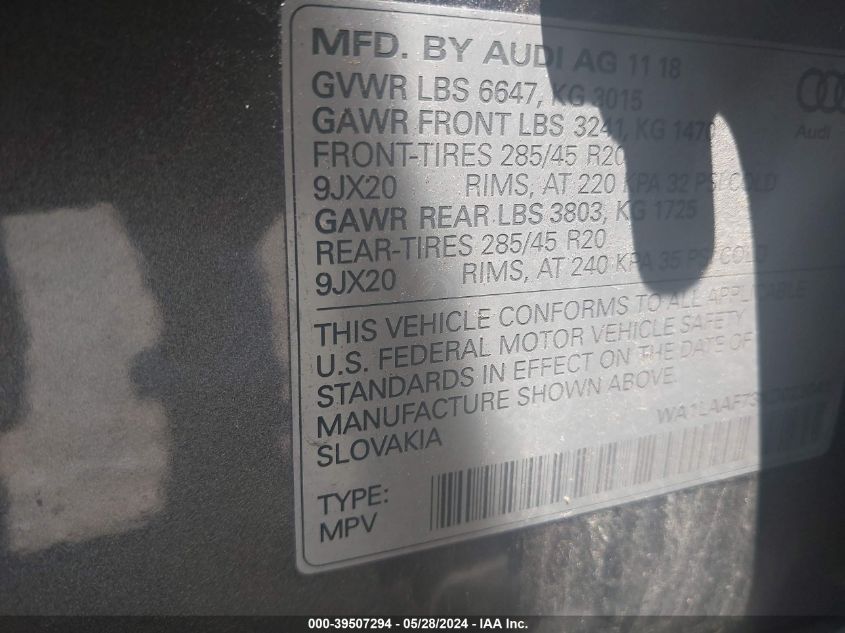 MFD. BY AUDI AG 11 18
GVWR LBS 6647, KG 3015
GAWR FRONT LBS 3241, KG 1470
FRONT-TIRES 285/45 R20
9JX20 RIMS, AT 220 KPA 32 PSI COLD
GAWR REAR LBS 3803, KG 1725
REAR-TIRES 285/45 R20
9JX20 RIMS, AT 240 KPA 35 PSI COLD
Audi
THIS VEHICLE CONFORMS TO ALL APPLICABLE
U.S. FEDERAL MOTOR VEHICLE SAFETY
STANDARDS IN EFFECT ON THE DATE OF
MANUFACTURE SHOWN ABOVE.
SLOVAKIA
TYPE:
MPV
000-39507294 - 05/28/2024 - IAA Inc.